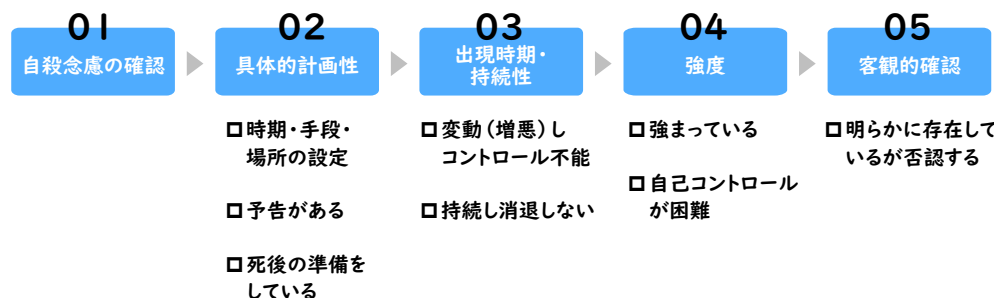 01
自殺念慮の確認
02
具体的計画性
□時期・手段・
場所の設定
□予告がある
□死後の準備を
している
03
出現時期・
持続性
□変動(増悪)し
コントロール不能
□持続し消退しない
04
強度
□強まっている
□自己コントロール
が困難
05
客観的確認
□明らかに存在して
いるが否認する